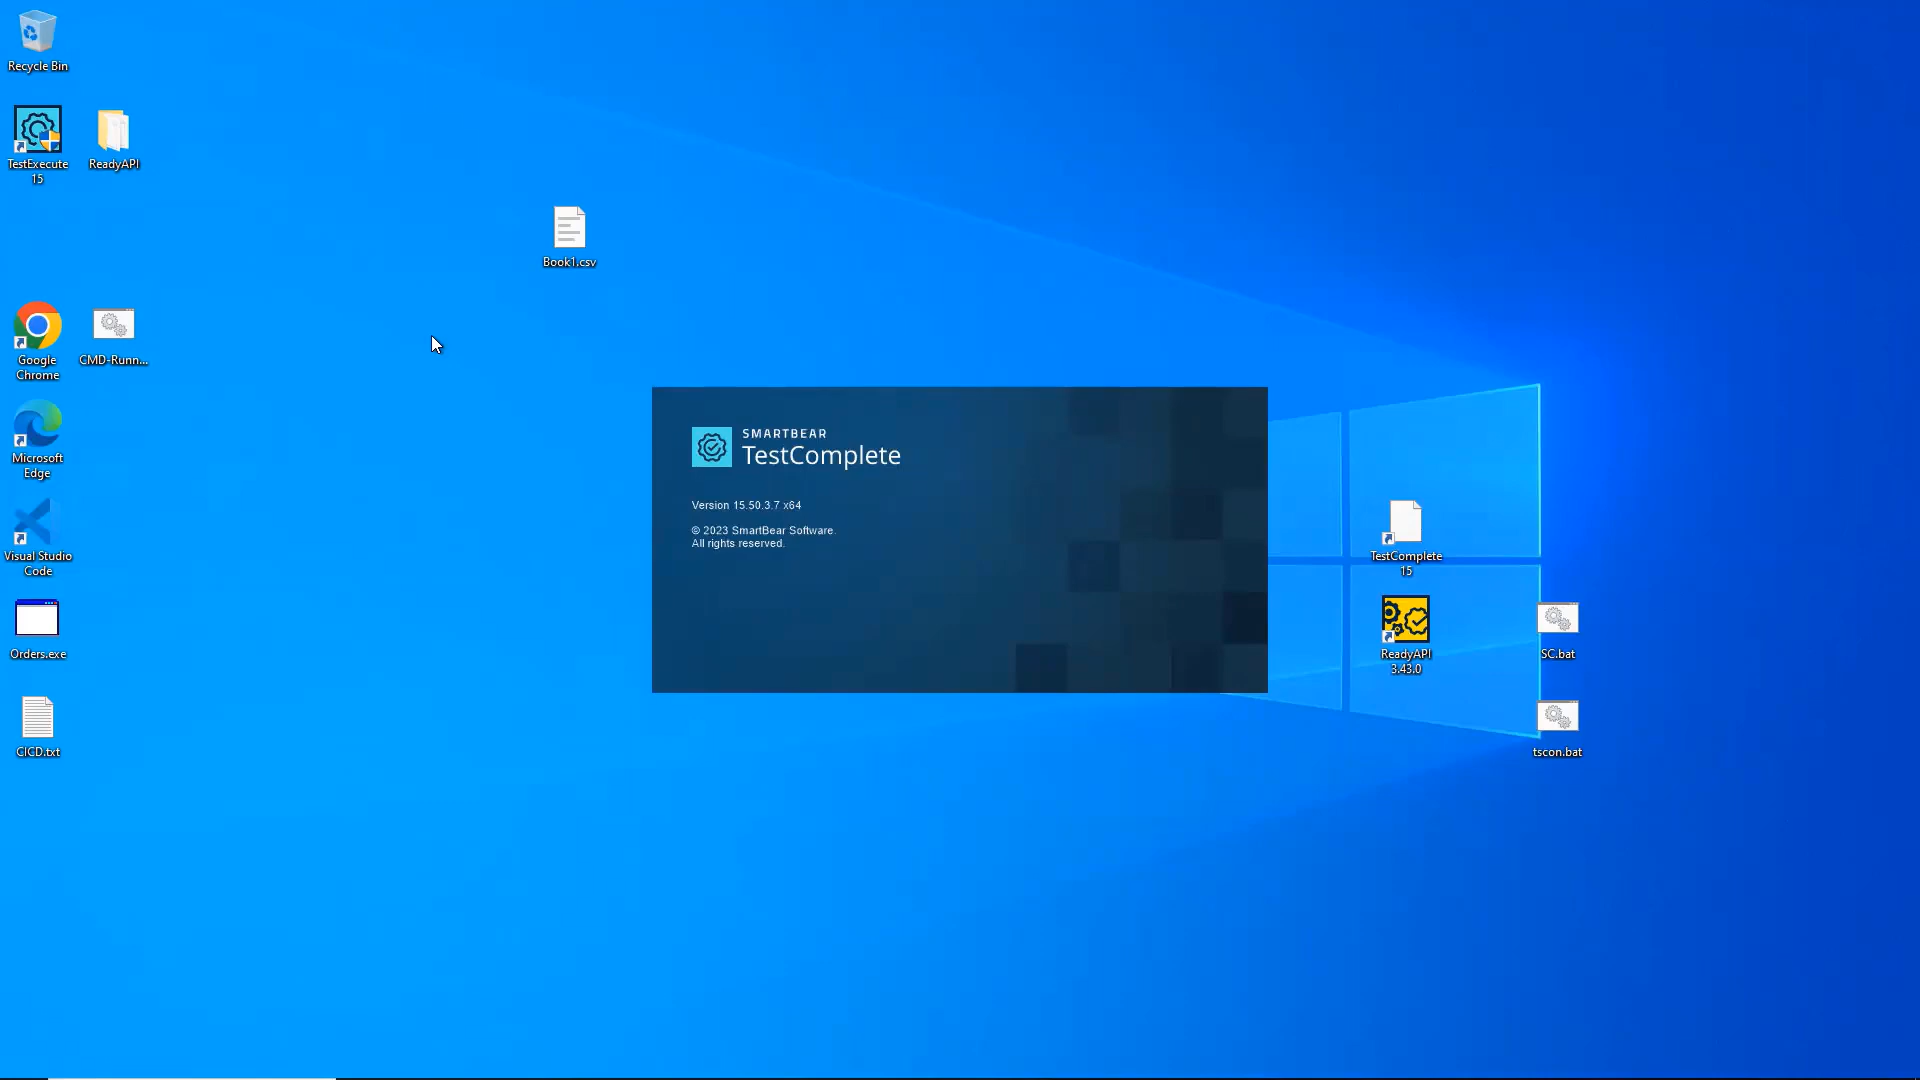 Recycle Bin
TestExecute
15
ReadyAPI
Book1.csv
Google
Chrome
CMD-Runn...
Microsoft
Edge
Visual Studio
Code
Orders.exe
CICD.txt
SMARTBEAR
TestComplete
Version 15.50.3.7 x64
© 2023 SmartBear Software.
All rights reserved.
TestComplete
15
ReadyAPI
3.43.0
SC.bat
tscon.bat